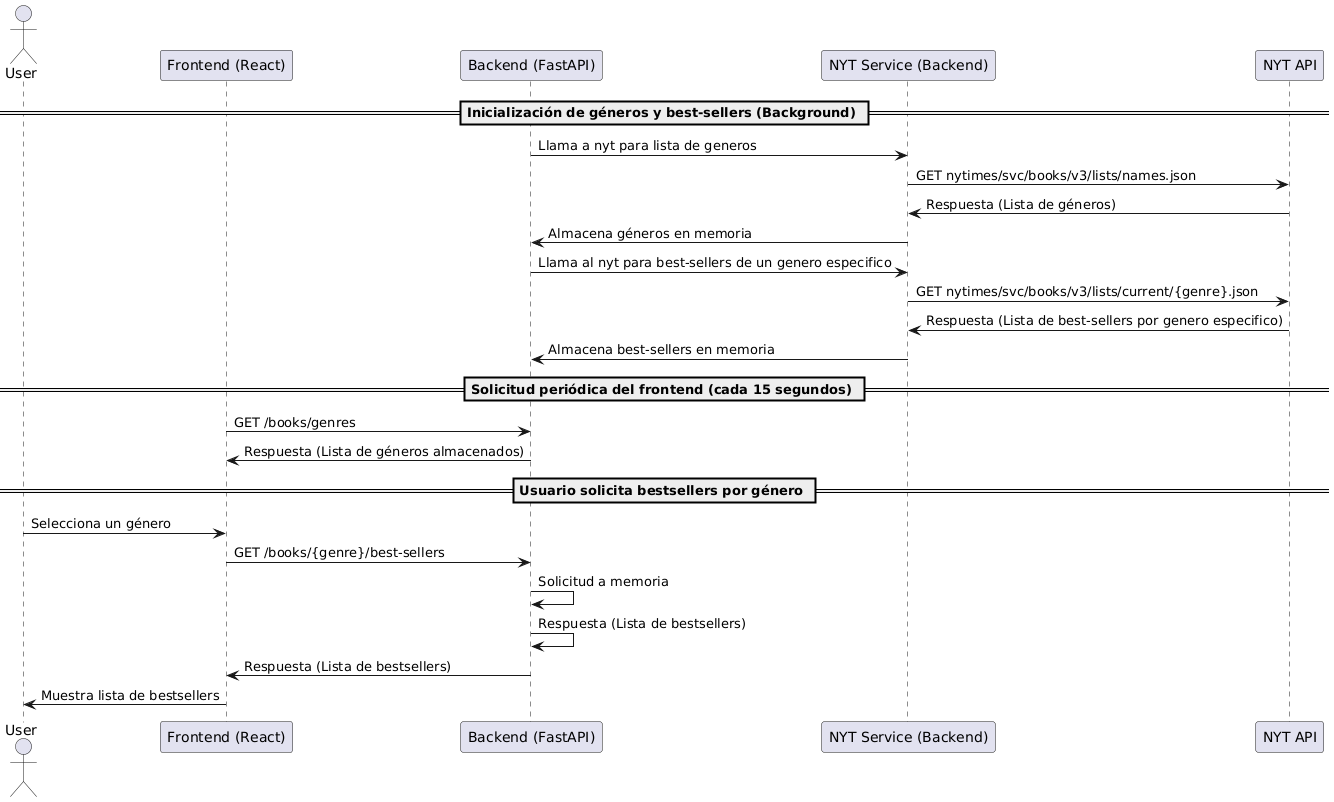 User
Frontend (React)
Backend (FastAPI)
NYT Service (Backend)
NYT API
Inicialización de géneros y best-sellers (Background)
Llama a nyt para lista de generos
GET nytimes/svc/books/v3/lists/names.json
Respuesta (Lista de géneros)
Almacena géneros en memoria
Llama al nyt para best-sellers de un genero especifico
GET nytimes/svc/books/v3/lists/current/{genre}.json
Respuesta (Lista de best-sellers por genero especifico)
Almacena best-sellers en memoria
Solicitud periódica del frontend (cada 15 segundos)
GET /books/genres
Respuesta (Lista de géneros almacenados)
Usuario solicita bestsellers por género
Selecciona un género
GET /books/{genre}/best-sellers
Solicitud a memoria
Respuesta (Lista de bestsellers)
Respuesta (Lista de bestsellers)
Muestra lista de bestsellers
User
Frontend (React)
Backend (FastAPI)
NYT Service (Backend)
NYT API